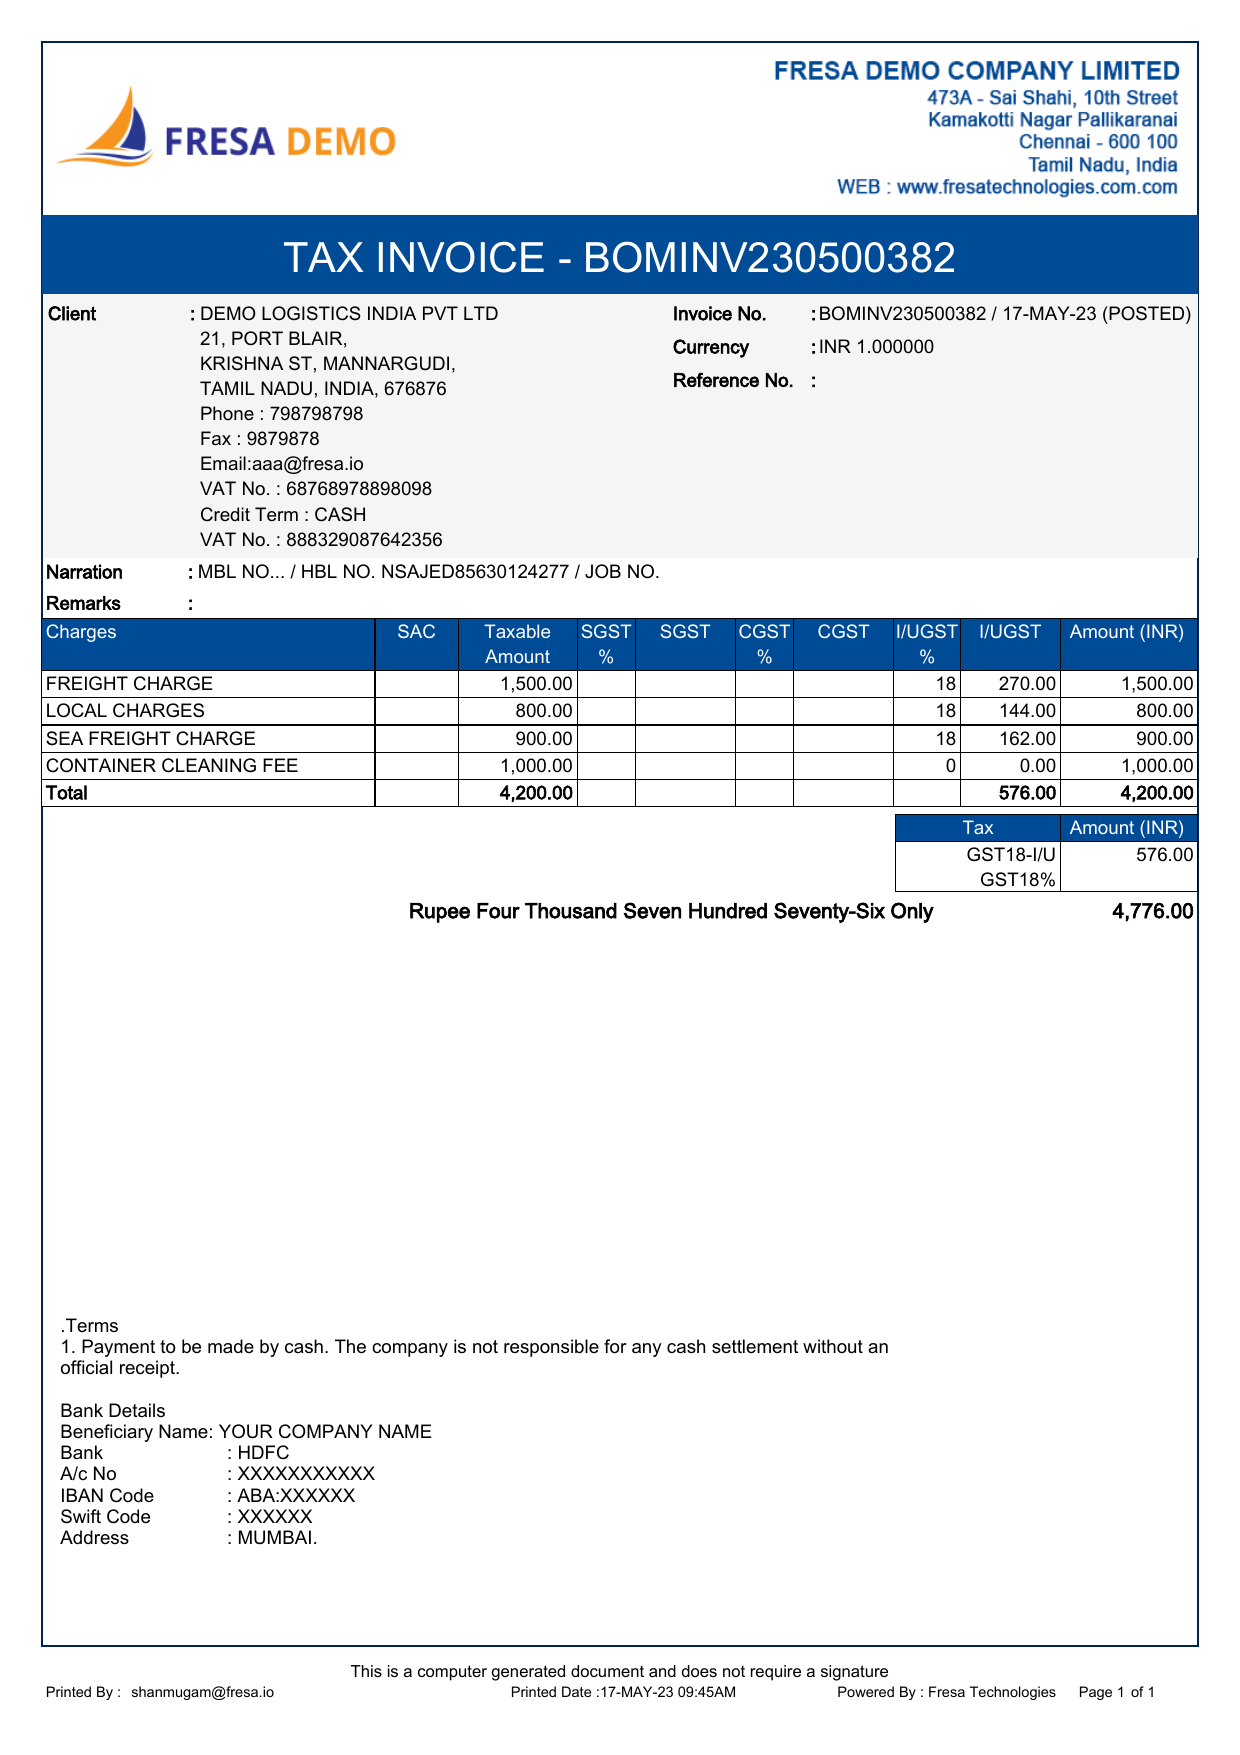 FRESA DEMO
FRESA DEMO COMPANY LIMITED
473A - Sai Shahi, 10th Street
Kamakotti Nagar Pallikaranai
Chennai - 600 100
Tamil Nadu, India
WEB : www.fresatechnologies.com.com
TAX INVOICE - BOMINV230500382
Client : DEMO LOGISTICS INDIA PVT LTD
21, PORT BLAIR,
KRISHNA ST, MANNARGUDI,
TAMIL NADU, INDIA, 676876
Phone : 798798798
Fax : 9879878
Email:aaa@fresa.io
VAT No. : 68768978898098
Credit Term : CASH
VAT No. : 888329087642356
Invoice No. :BOMINV230500382 / 17-MAY-23 (POSTED)
Currency :INR 1.000000
Reference No. :
Narration : MBL NO... / HBL NO. NSAJED85630124277 / JOB NO.
Remarks :
Charges SAC Taxable Amount SGST % SGST CGST % CGST I/UGST % I/UGST Amount (INR)
FREIGHT CHARGE 1,500.00 18 270.00 1,500.00
LOCAL CHARGES 800.00 18 144.00 800.00
SEA FREIGHT CHARGE 900.00 18 162.00 900.00
CONTAINER CLEANING FEE 1,000.00 0 0.00 1,000.00
Total 4,200.00 576.00 4,200.00
Tax Amount (INR)
GST18-I/U 576.00
GST18%
Rupee Four Thousand Seven Hundred Seventy-Six Only 4,776.00
.Terms
1. Payment to be made by cash. The company is not responsible for any cash settlement without an
official receipt.
Bank Details
Beneficiary Name: YOUR COMPANY NAME
Bank : HDFC
A/c No : XXXXXXXXXXX
IBAN Code : ABA:XXXXXX
Swift Code : XXXXXX
Address : MUMBAI.
This is a computer generated document and does not require a signature
Printed By : shanmugam@fresa.io Printed Date :17-MAY-23 09:45AM Powered By : Fresa Technologies Page 1 of 1